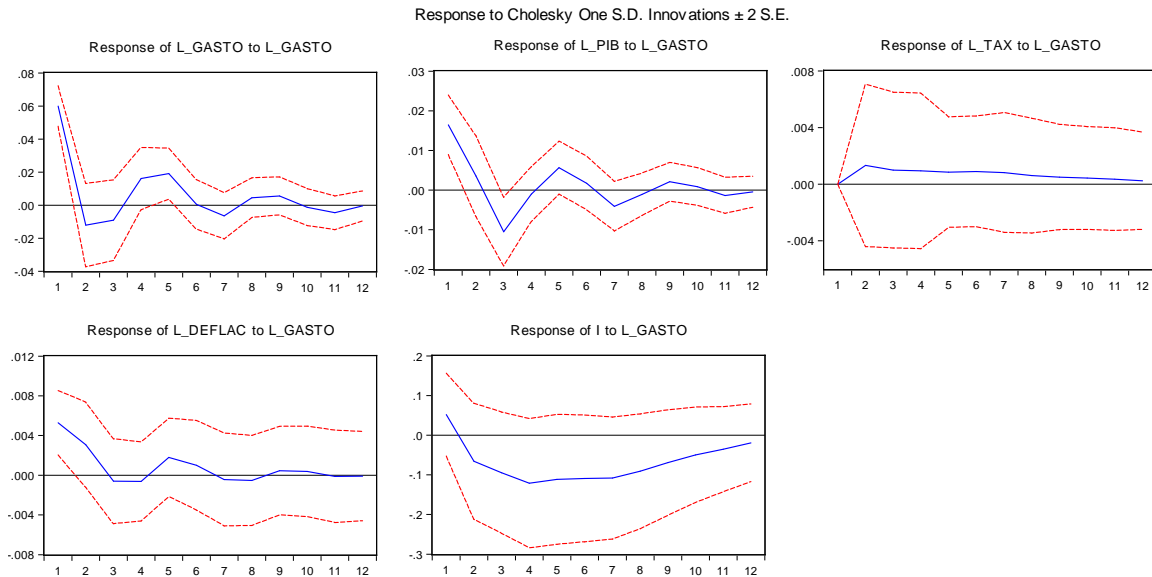 Response to Cholesky One S.D. Innovations ± 2 S.E.
Response of L_GASTO to L_GASTO
.08
.06
.04
.02
.00
-.02
-.04
1 2 3 4 5 6 7 8 9 10 11 12
Response of L_PIB to L_GASTO
.03
.02
.01
.00
-.01
-.02
1 2 3 4 5 6 7 8 9 10 11 12
Response of L_TAX to L_GASTO
.008
.004
.000
-.004
1 2 3 4 5 6 7 8 9 10 11 12
Response of L_DEFLAC to L_GASTO
.012
.008
.004
.000
-.004
-.008
1 2 3 4 5 6 7 8 9 10 11 12
Response of I to L_GASTO
.2
.1
.0
-.1
-.2
-.3
1 2 3 4 5 6 7 8 9 10 11 12